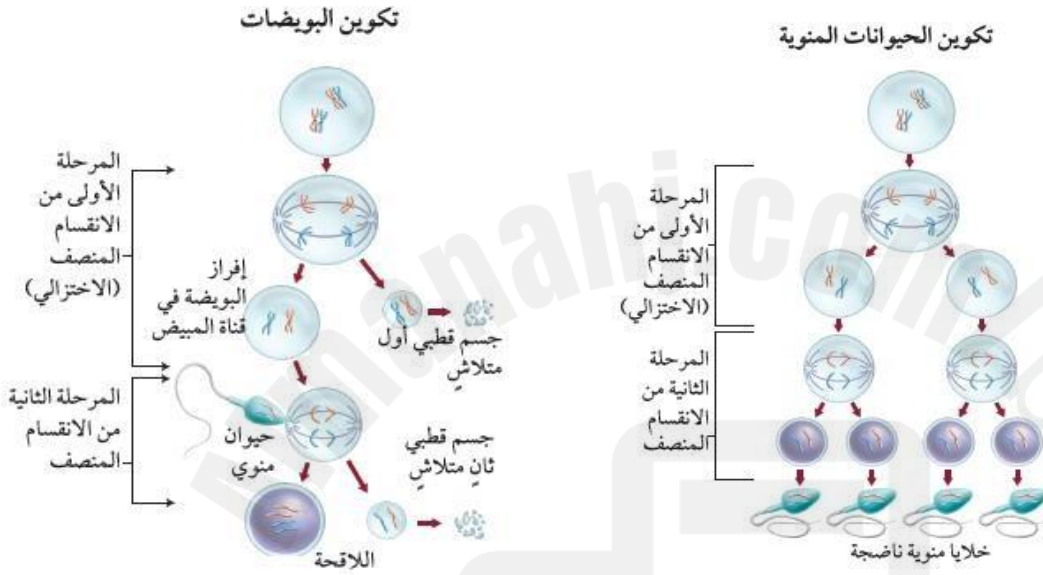 تكوين الحيوانات المنوية
المرحلة
الأولى من
الانقسام
المنصف
(الاختزالي)
المرحلة
الثانية من
الانقسام
المنصف
خلايا منوية ناضجة
تكوين البويضات
المرحلة
الأولى من
الانقسام
المنصف
(الاختزالي)
إفراز
البويضة في
قناة المبيض
جسم قطبي أول
متلاشٍ
المرحلة الثانية
من الانقسام
المنصف
حيوان
منوي
جسم قطبي
ثانٍ متلاشٍ
اللاقحة
almanahj.com